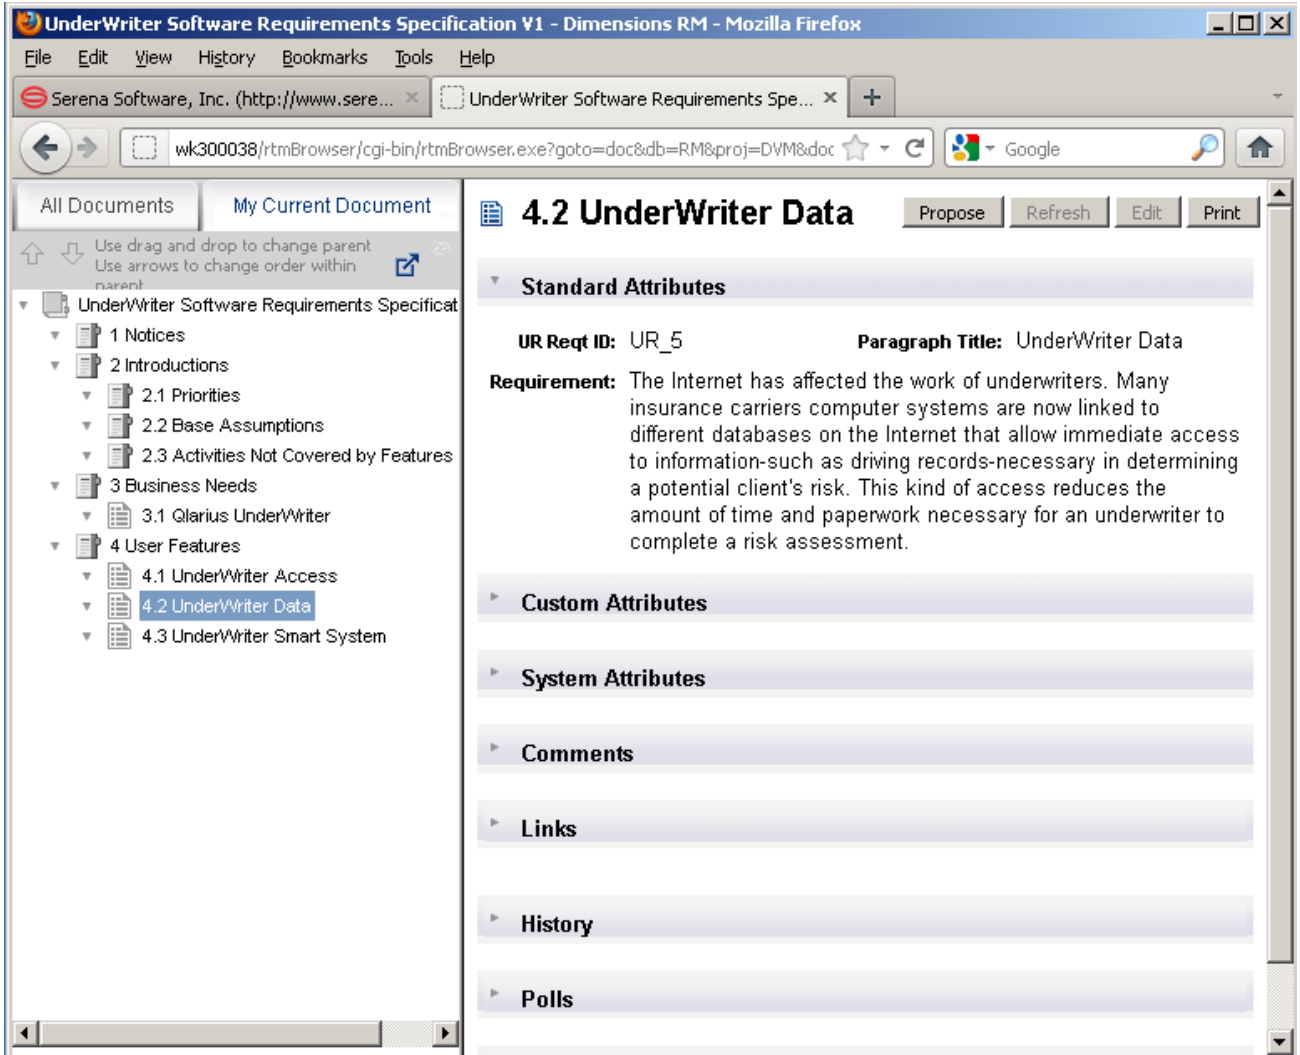 UnderWriter Software Requirements Specification V1 - Dimensions RM - Mozilla Firefox
File Edit View History Bookmarks Tools Help
Serena Software, Inc. (http://www.sere...
UnderWriter Software Requirements Spe...
wk300038/rtmBrowser/cgi-bin/rtmBrowser.exe?goto=doc&db=RM&proj=DVM&doc
Google
All Documents
My Current Document
Use drag and drop to change parent
Use arrows to change order within
parent
UnderWriter Software Requirements Specificat
1 Notices
2 Introductions
2.1 Priorities
2.2 Base Assumptions
2.3 Activities Not Covered by Features
3 Business Needs
3.1 Qlarius UnderWriter
4 User Features
4.1 UnderWriter Access
4.2 UnderWriter Data
4.3 UnderWriter Smart System
4.2 UnderWriter Data
Propose Refresh Edit Print
Standard Attributes
UR Reqt ID: UR_5 Paragraph Title: UnderWriter Data
Requirement: The Internet has affected the work of underwriters. Many
insurance carriers computer systems are now linked to
different databases on the Internet that allow immediate access
to information-such as driving records-necessary in determining
a potential client's risk. This kind of access reduces the
amount of time and paperwork necessary for an underwriter to
complete a risk assessment.
Custom Attributes
System Attributes
Comments
Links
History
Polls